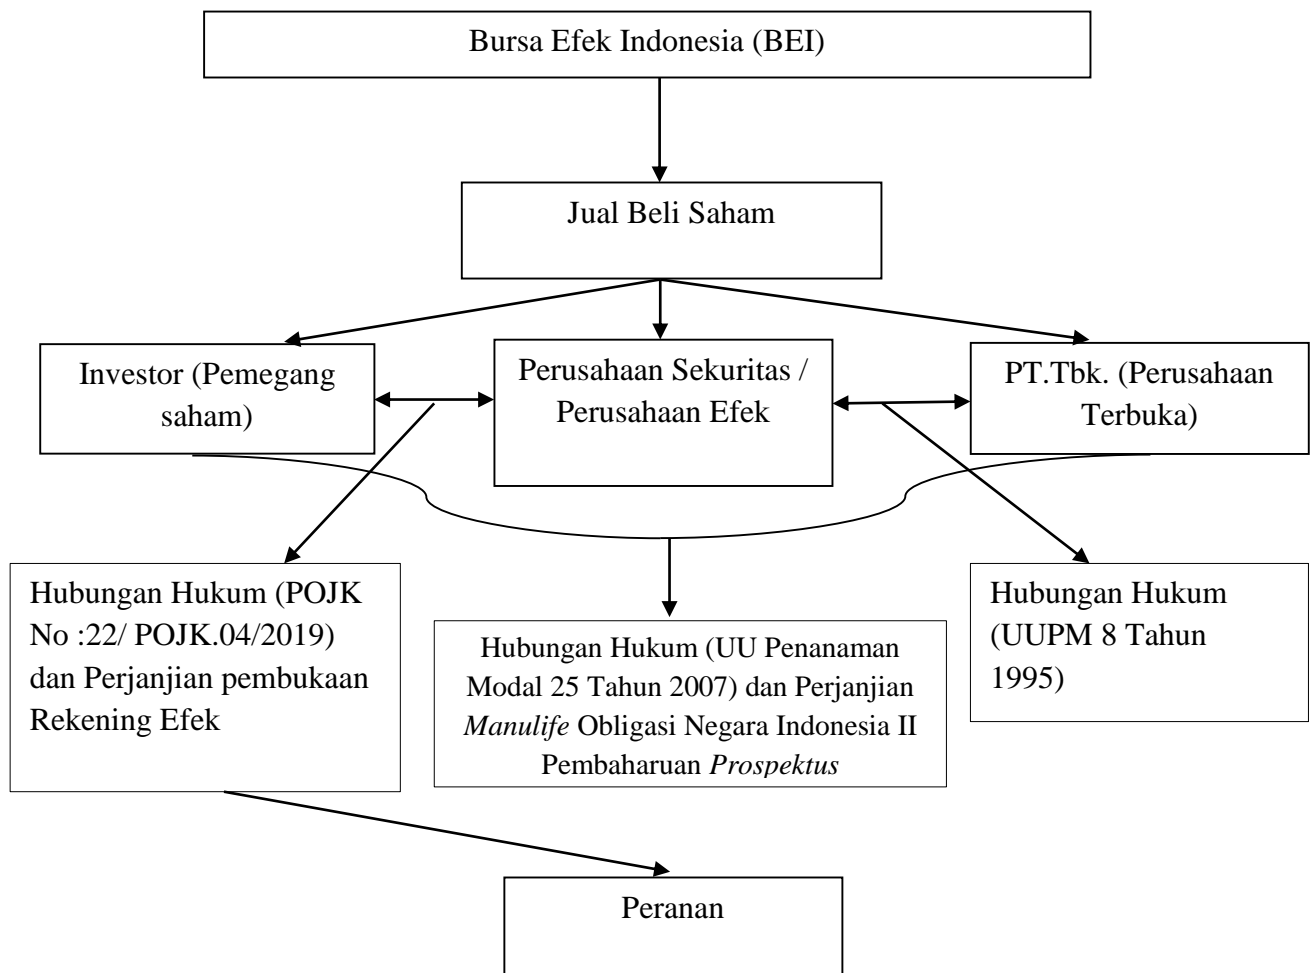 Bursa Efek Indonesia (BEI)
Jual Beli Saham
Investor (Pemegang
saham)
Perusahaan Sekuritas /
Perusahaan Efek
PT.Tbk. (Perusahaan
Terbuka)
Hubungan Hukum (POJK
No :22/ POJK.04/2019)
dan Perjanjian pembukaan
Rekening Efek
Hubungan Hukum (UU Penanaman
Modal 25 Tahun 2007) dan Perjanjian
Manulife Obligasi Negara Indonesia II
Pembaharuan Prospektus
Hubungan Hukum
(UUPM 8 Tahun
1995)
Peranan